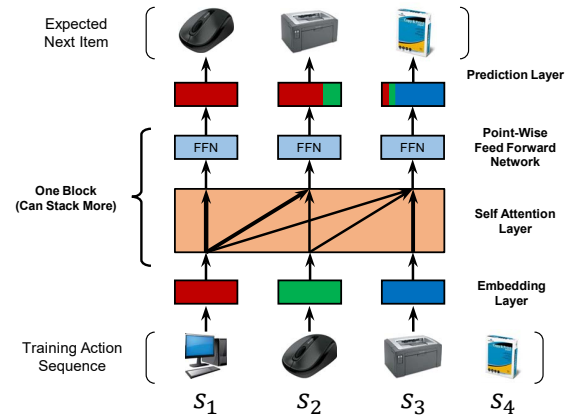 Expected
Next Item
Prediction Layer
FFN FFN FFN
Point-Wise
Feed Forward
Network
One Block
(Can Stack More)
Self Attention
Layer
Embedding
Layer
Training Action
Sequence
S1 S2 S3 S4